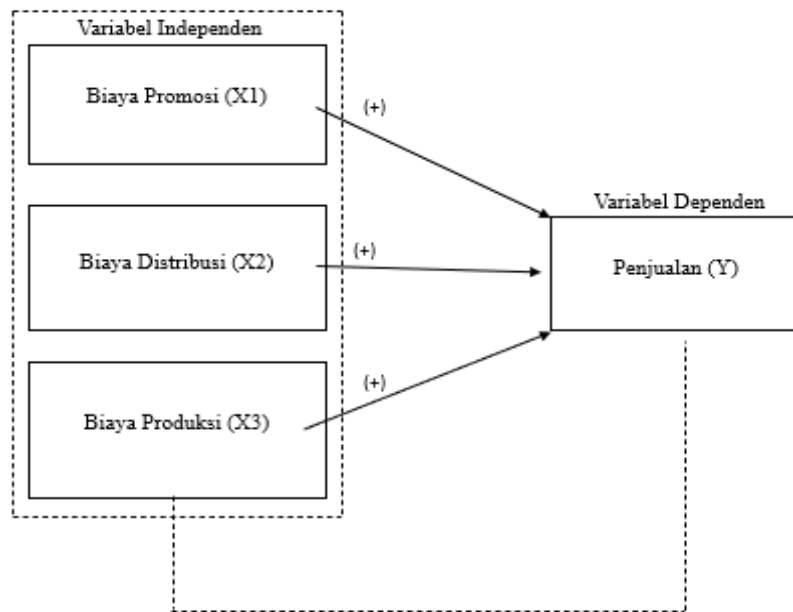 Variabel Independen
Biaya Promosi (X1)
(+)
Variabel Dependen
Biaya Distribusi (X2)
(+)
Penjualan (Y)
(+)
Biaya Produksi (X3)